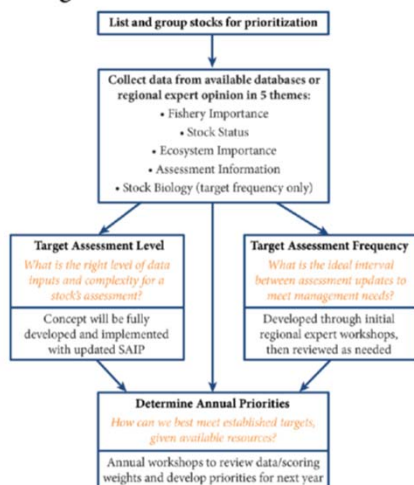 List and group stocks for prioritization
Collect data from available databases or
regional expert opinion in 5 themes:
• Fishery Importance
• Stock Status
• Ecosystem Importance
• Assessment Information
• Stock Biology (target frequency only)
Target Assessment Level
What is the right level of data
inputs and complexity for a
stock's assessment?
Concept will be fully
developed and implemented
with updated SAIP
Target Assessment Frequency
What is the ideal interval
between assessment updates to
meet management needs?
Developed through initial
regional expert workshops,
then reviewed as needed
Determine Annual Priorities
How can we best meet established targets,
given available resources?
Annual workshops to review data/scoring
weights and develop priorities for next year